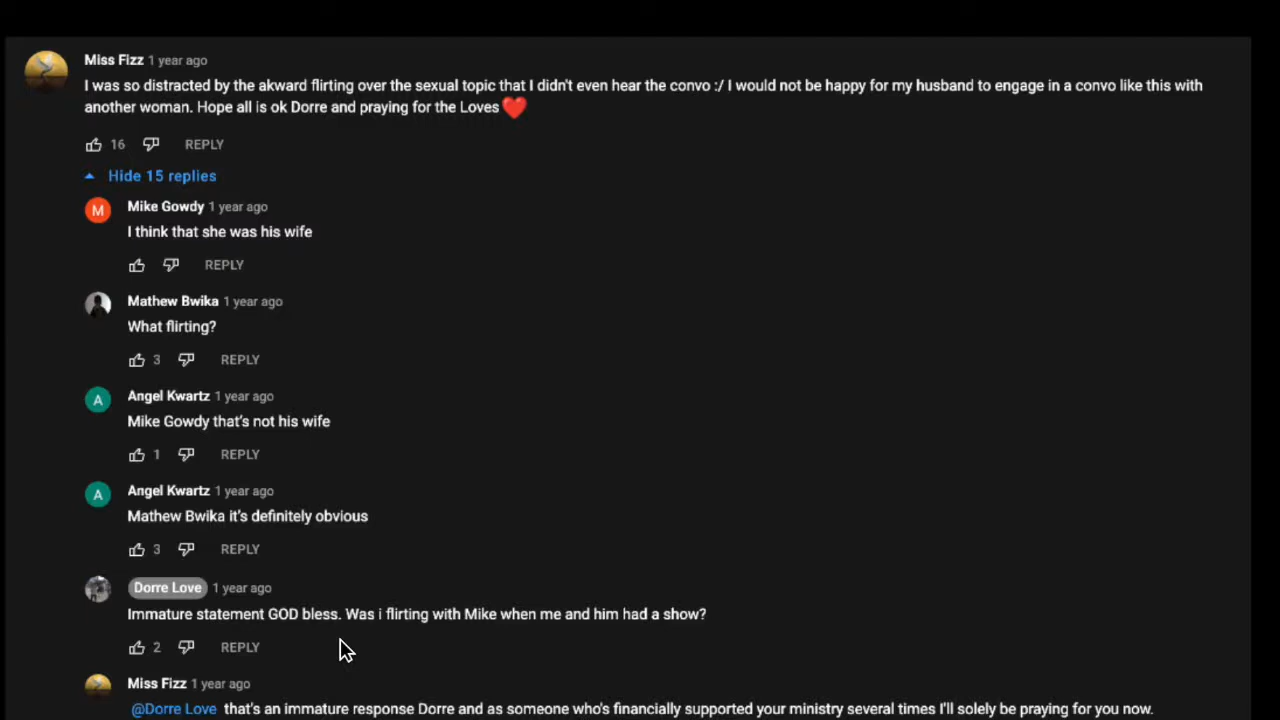 Miss Fizz 1 year ago
I was so distracted by the akward flirting over the sexual topic that I didn't even hear the convo :/ I would not be happy for my husband to engage in a convo like this with
another woman. Hope all is ok Dorre and praying for the Loves❤️
16 REPLY
Hide 15 replies
M
Mike Gowdy 1 year ago
I think that she was his wife
REPLY
Mathew Bwika 1 year ago
What flirting?
3 REPLY
A
Angel Kwartz 1 year ago
Mike Gowdy that's not his wife
1 REPLY
A
Angel Kwartz 1 year ago
Mathew Bwika it's definitely obvious
3 REPLY
Dorre Love 1 year ago
Immature statement GOD bless. Was i flirting with Mike when me and him had a show?
2 REPLY
Miss Fizz 1 year ago
@Dorre Love that's an immature response Dorre and as someone who's financially supported your ministry several times I'll solely be praying for you now.